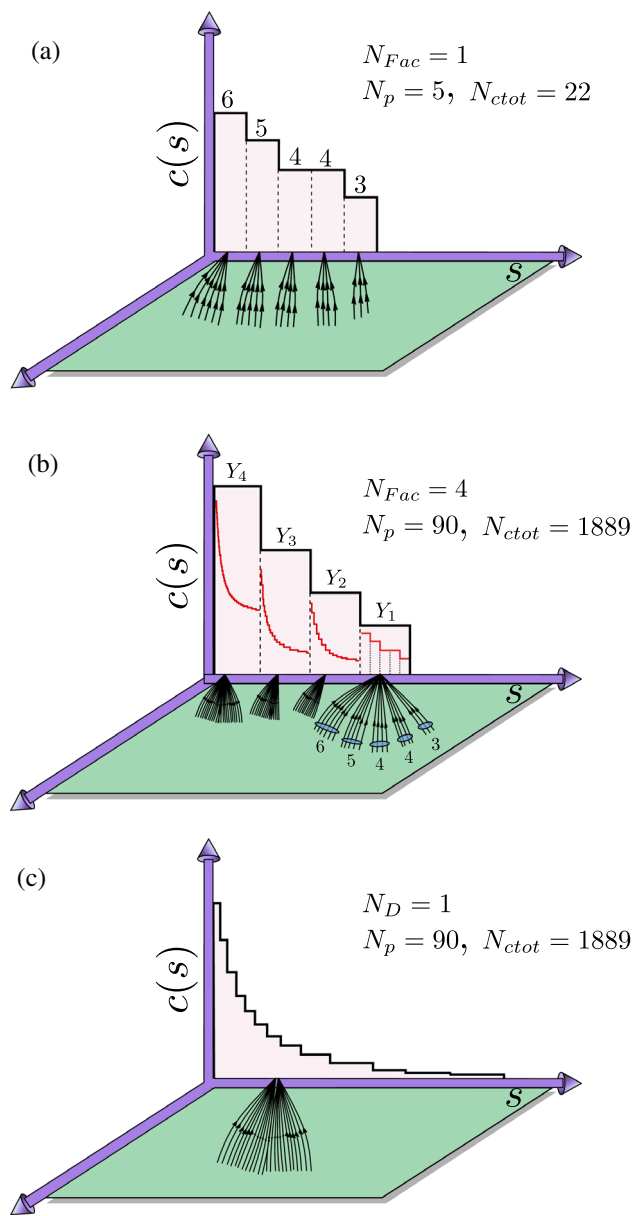 (a)
N_{Fac} = 1
N_p = 5, N_{ctot} = 22
6
5
4 4
3
c(s)
s
(b)
N_{Fac} = 4
N_p = 90, N_{ctot} = 1889
Y_4
Y_3
Y_2
Y_1
c(s)
s
6 5 4 4 3
(c)
N_D = 1
N_p = 90, N_{ctot} = 1889
c(s)
s